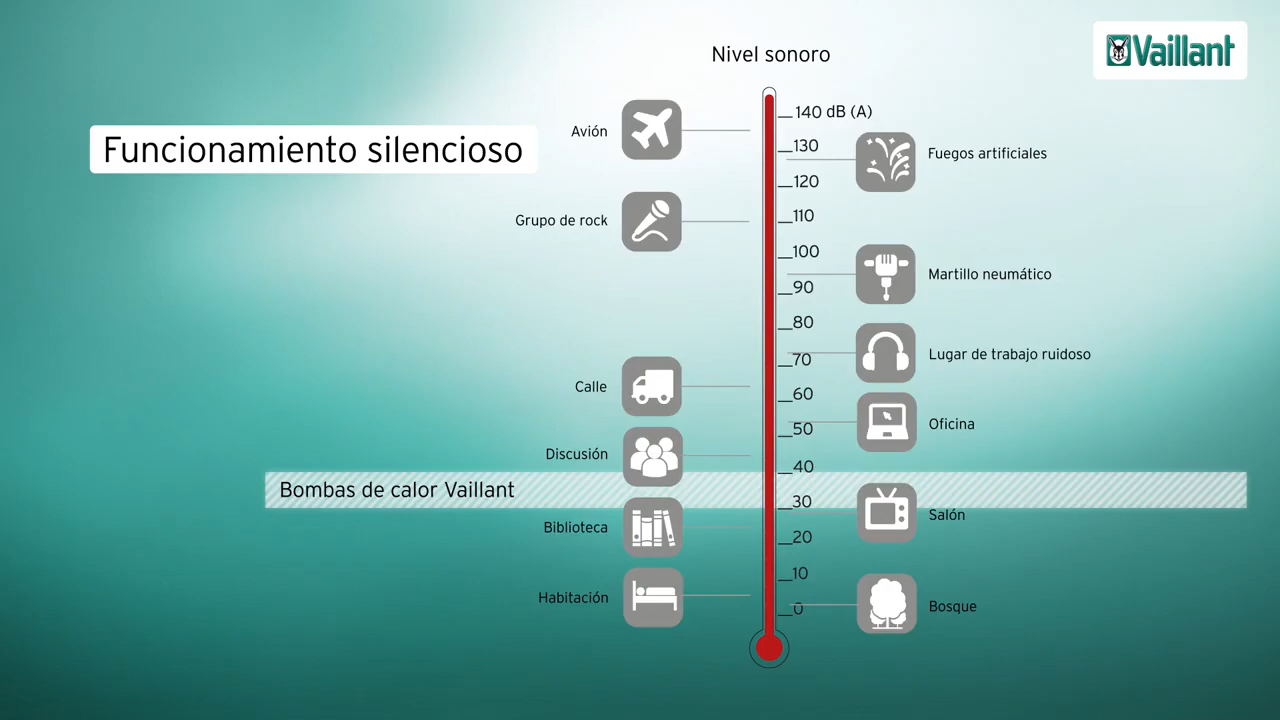 Nivel sonoro
Vaillant
Funcionamiento silencioso
Avión
140 dB (A)
130
Fuegos artificiales
120
Grupo de rock
110
100
Martillo neumático
90
80
Lugar de trabajo ruidoso
70
Calle
60
Oficina
50
Discusión
40
Bombas de calor Vaillant
30
Salón
Biblioteca
20
10
Habitación
0
Bosque